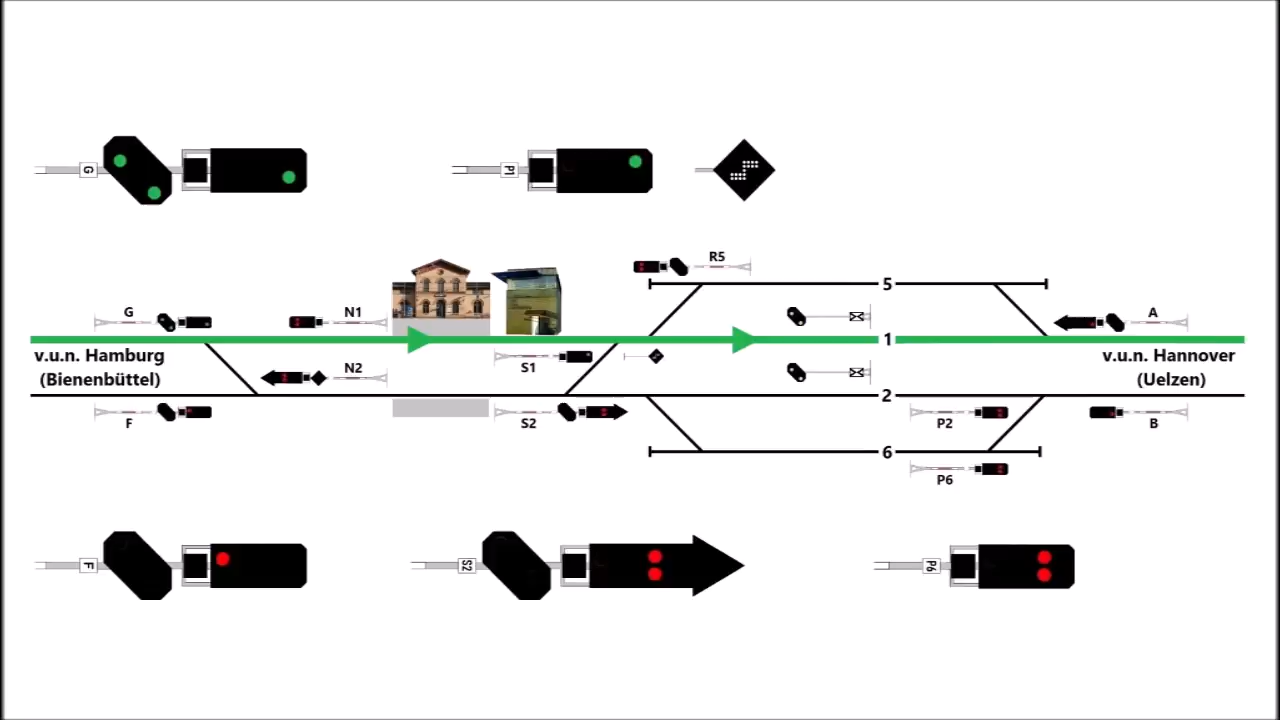 G
P1
R5
5
G
N1
A
1
v.u.n. Hamburg
(Bienenbüttel)
S1
v.u.n. Hannover
(Uelzen)
N2
2
F
S2
P2
B
6
P6
F
S2
P6